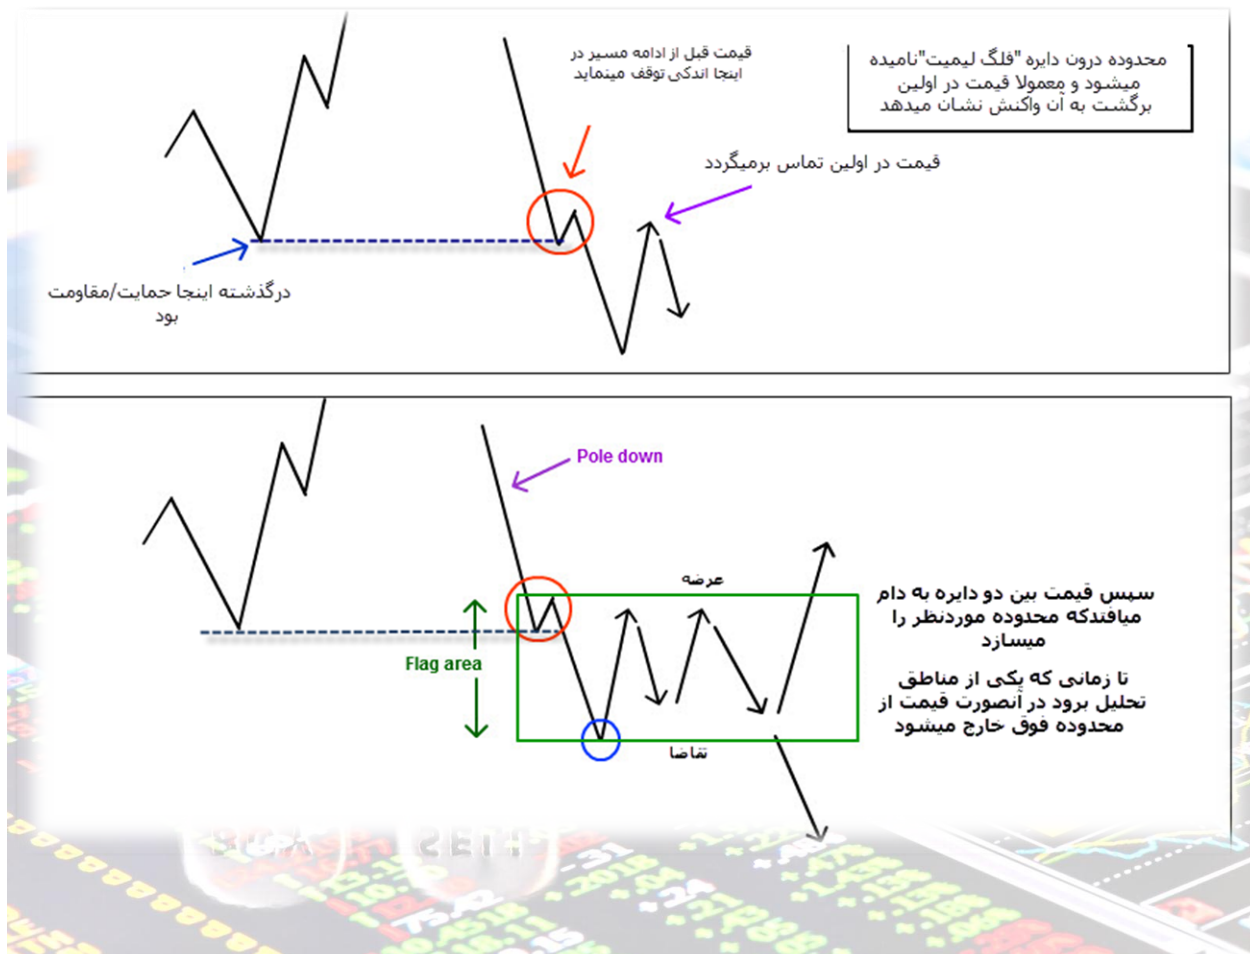 قیمت قبل از ادامه مسیر در
اینجا اندکی توقف مینماید
محدوده درون دایره "فلگ لیمیت"نامیده
میشود و معمولا قیمت در اولین
برگشت به آن واکنش نشان میدهد
قیمت در اولین تماس برمیگردد
درگذشته اینجا حمایت/مقاومت
بود
Pole down
عرضه
Flag area
سپس قیمت بین دو دایره به دام
میافتدکه محدوده موردنظر را
میسازد
تا زمانی که یکی از مناطق
تحلیل برود در آنصورت قیمت از
محدوده فوق خارج میشود
تقاضا